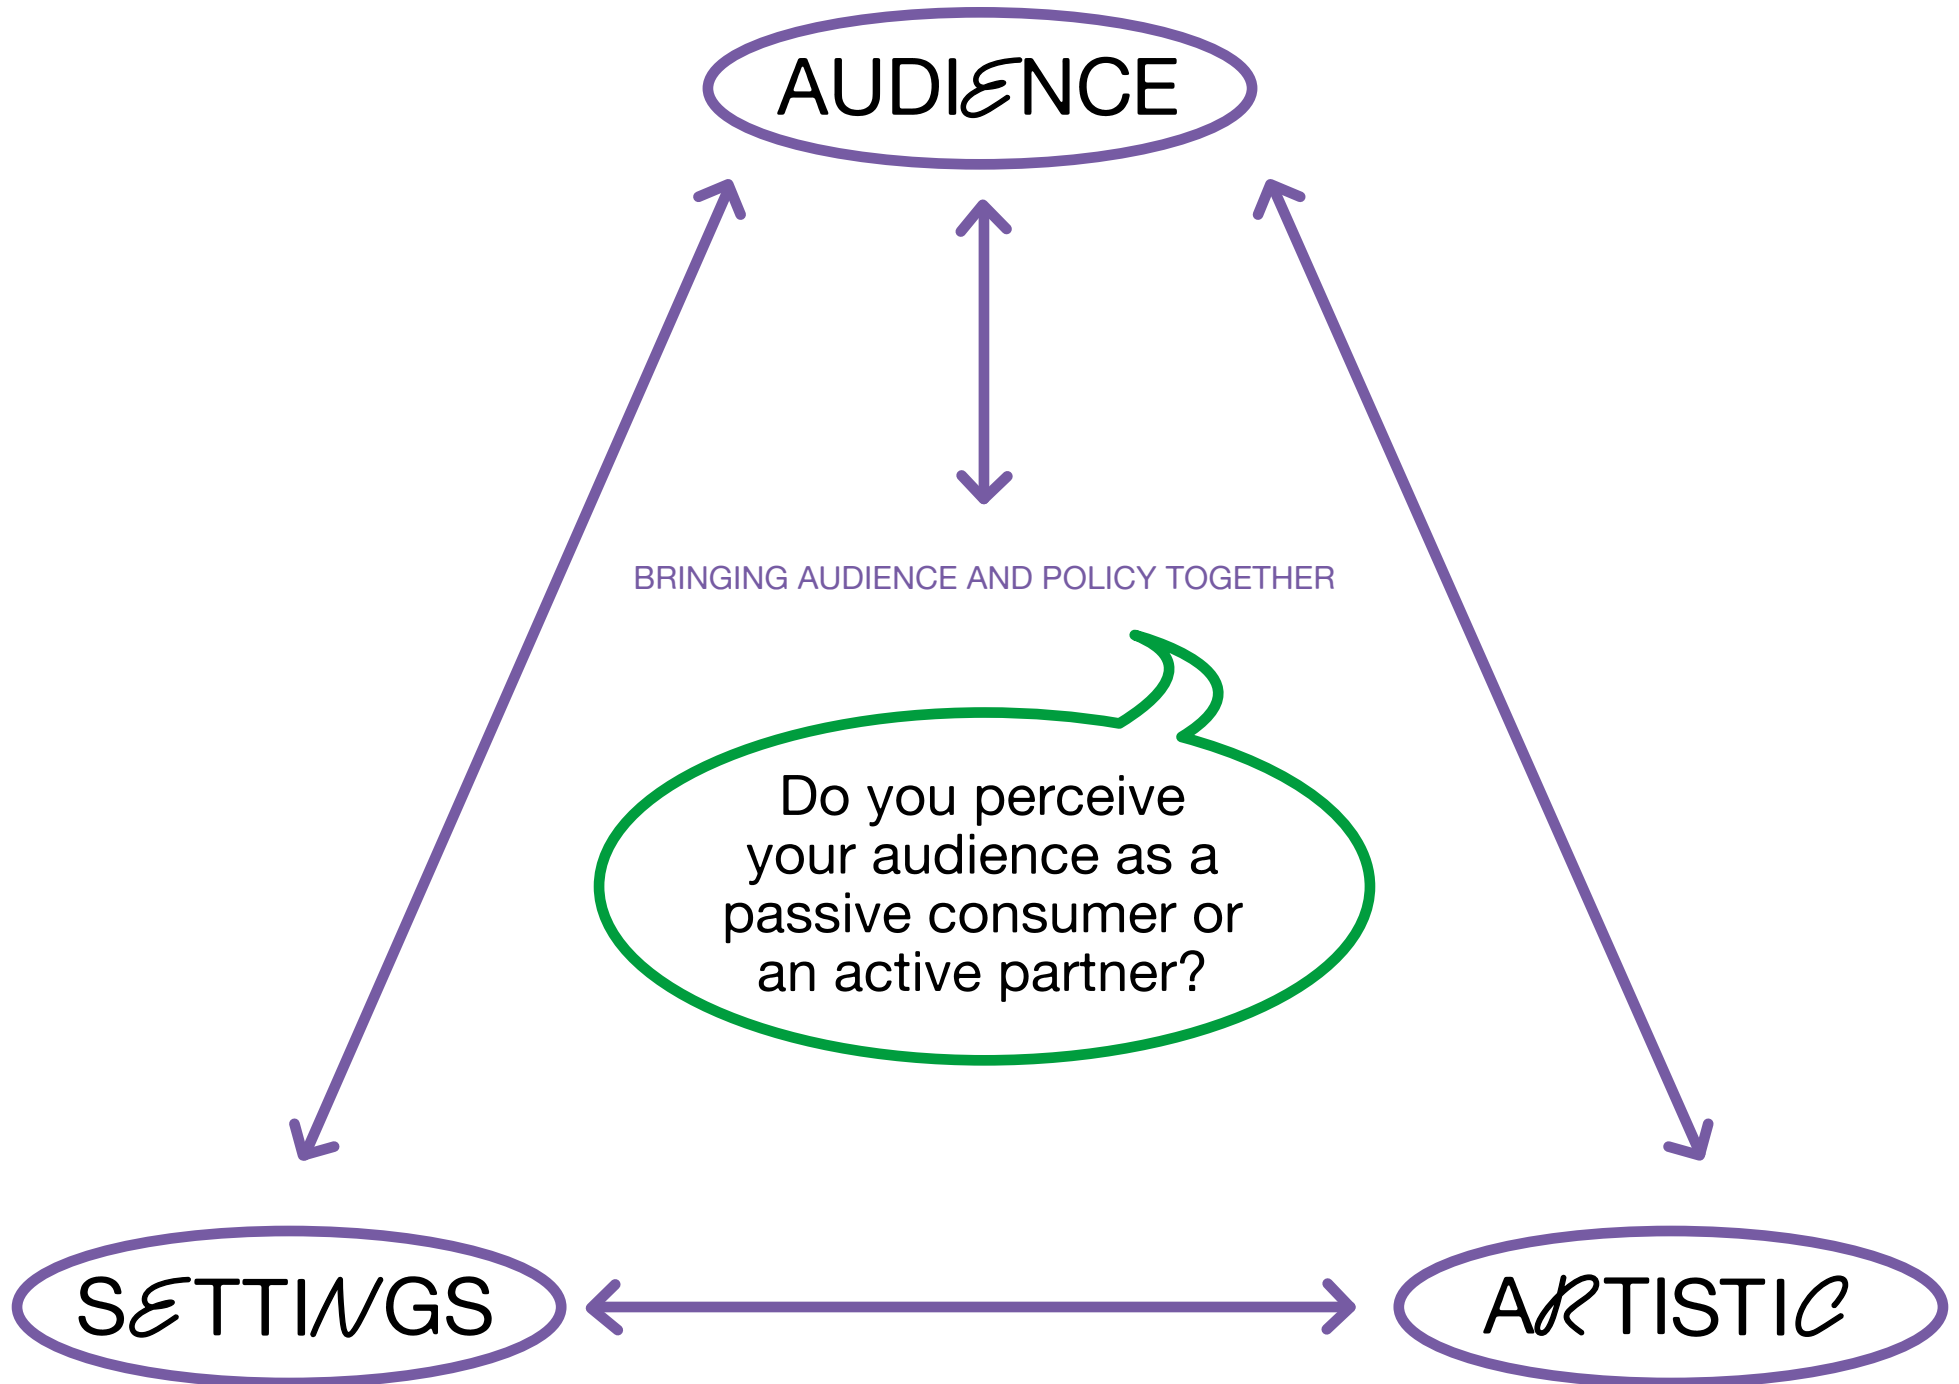 AUDIENCE
BRINGING AUDIENCE AND POLICY TOGETHER
Do you perceive
your audience as a
passive consumer or
an active partner?
SETTINGS
ARTISTIC